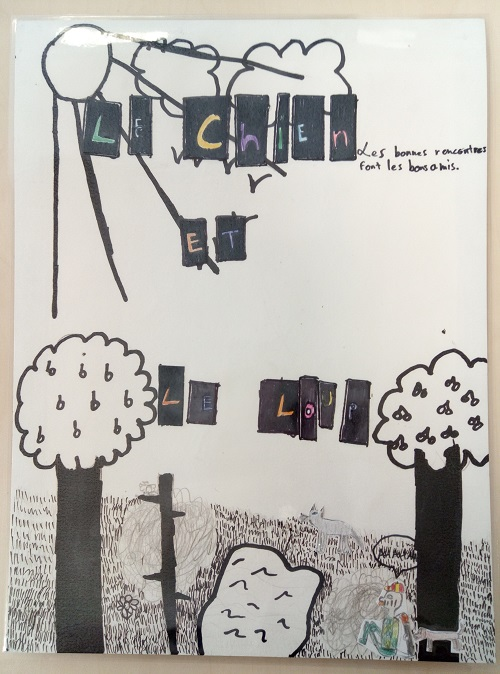 Le Chien
Les bonnes rencontres
font les bons amis.
ET
LE LOUP